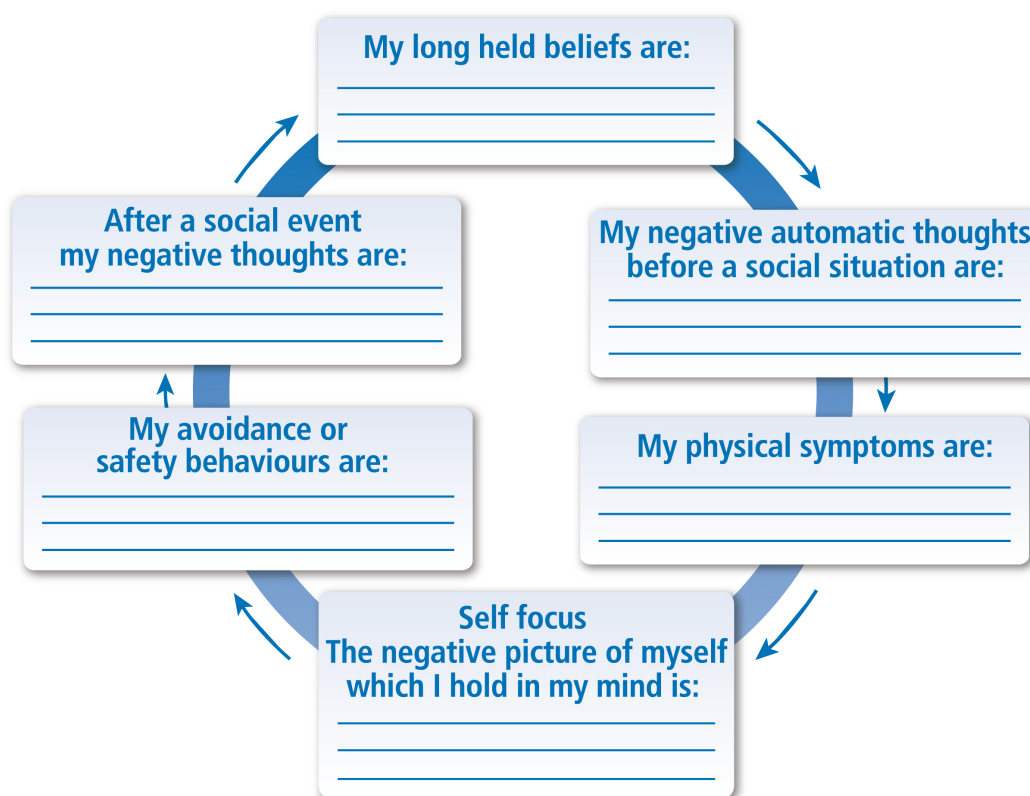 My long held beliefs are:
My negative automatic thoughts
before a social situation are:
My physical symptoms are:
Self focus
The negative picture of myself
which I hold in my mind is:
My avoidance or
safety behaviours are:
After a social event
my negative thoughts are: